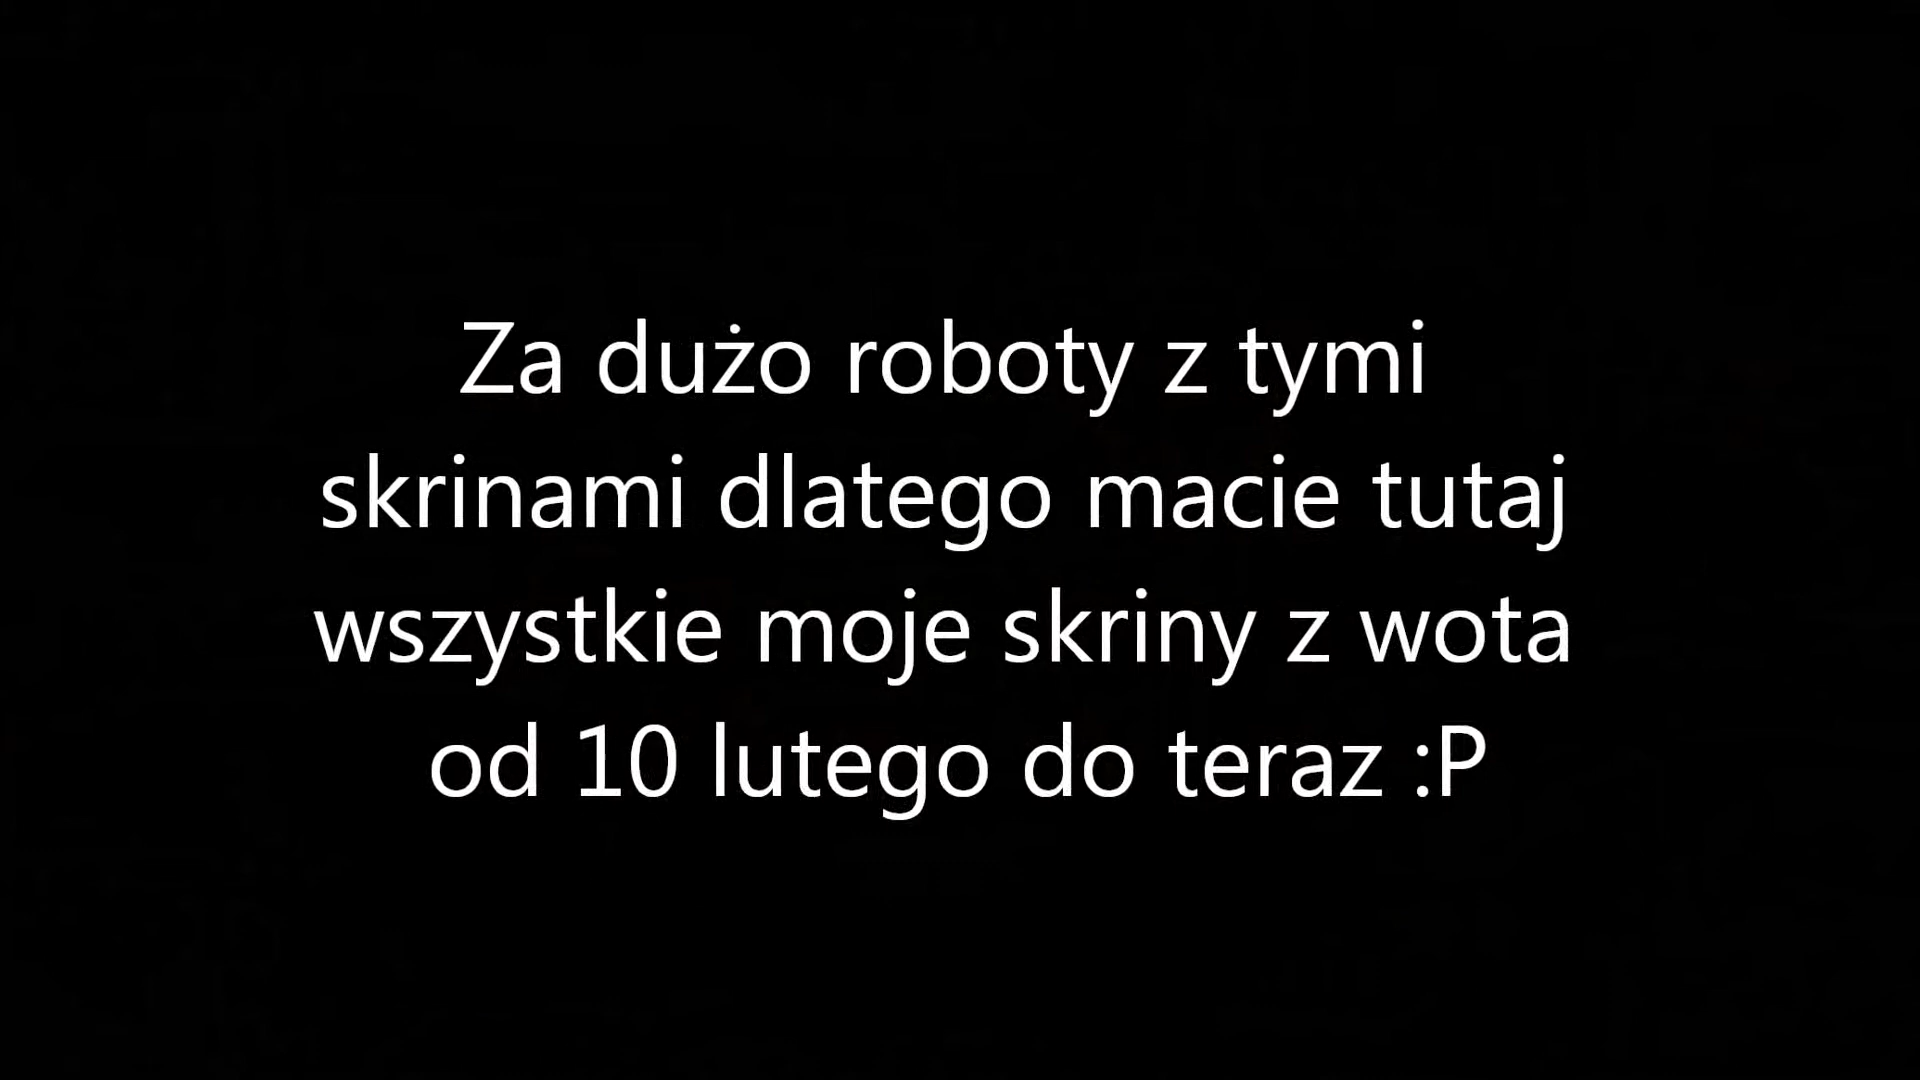 Za dużo roboty z tymi
skrinami dlatego macie tutaj
wszystkie moje skriny z wota
od 10 lutego do teraz :P